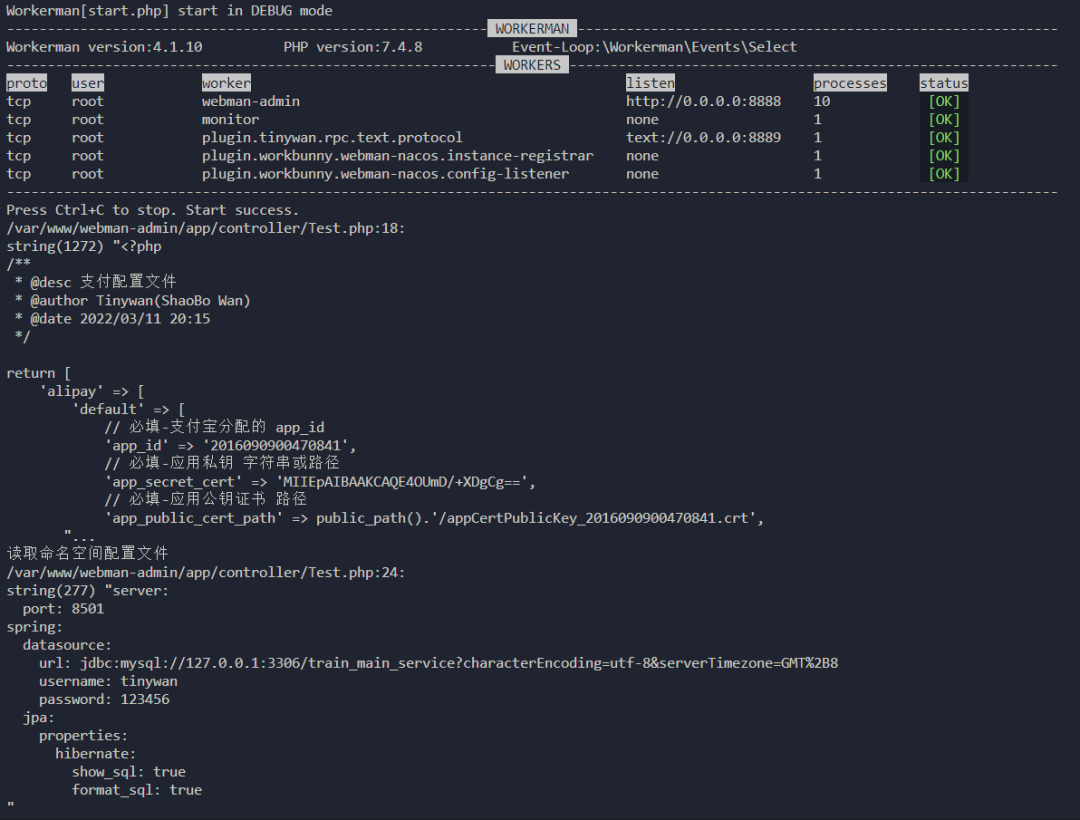 Workerman[start.php] start in DEBUG mode
---------------------------------------------- WORKERMAN ----------------------------------------------
Workerman version:4.1.10          PHP version:7.4.8           Event-Loop:\Workerman\Events\Select
----------------------------------------------- WORKERS -----------------------------------------------
proto   user            worker                                              listen                 processes    status
tcp     root            webman-admin                                        http://0.0.0.0:8888    10            [OK]
tcp     root            monitor                                             none                   1             [OK]
tcp     root            plugin.tinywan.rpc.text.protocol                    text://0.0.0.0:8889    1             [OK]
tcp     root            plugin.workbunny.webman-nacos.instance-registrar    none                   1             [OK]
tcp     root            plugin.workbunny.webman-nacos.config-listener       none                   1             [OK]
-------------------------------------------------------------------------------------------------------
Press Ctrl+C to stop. Start success.
/var/www/webman-admin/app/controller/Test.php:18:
string(1272) "<?php
/**
 * @desc 支付配置文件
 * @author Tinywan(ShaoBo Wan)
 * @date 2022/03/11 20:15
 */

return [
    'alipay' => [
        'default' => [
            // 必填-支付宝分配的 app_id
            'app_id' => '2016090900470841',
            // 必填-应用私钥 字符串或路径
            'app_secret_cert' => 'MIIEpAIBAAKCAQE4OUmD/+XDgCg==',
            // 必填-应用公钥证书 路径
            'app_public_cert_path' => public_path().'/appCertPublicKey_2016090900470841.crt',
       "...
读取命名空间配置文件
/var/www/webman-admin/app/controller/Test.php:24:
string(277) "server:
  port: 8501
spring:
  datasource:
    url: jdbc:mysql://127.0.0.1:3306/train_main_service?characterEncoding=utf-8&serverTimezone=GMT%2B8
    username: tinywan
    password: 123456
  jpa:
    properties:
      hibernate:
        show_sql: true
        format_sql: true
"